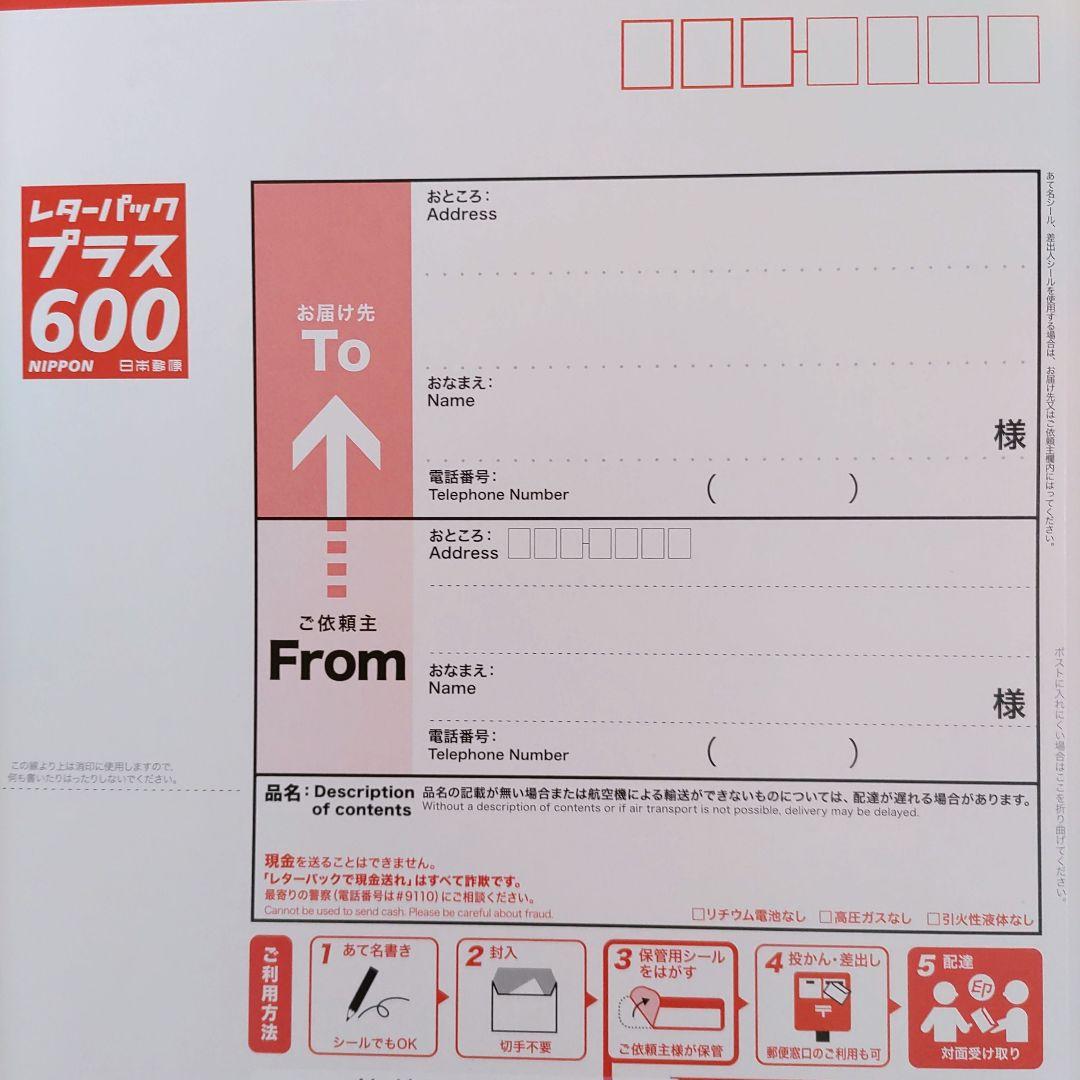 レターパック
プラス
600
NIPPON 日本郵便
お届け先
To
おところ：
Address
おなまえ：
Name
様
電話番号：
Telephone Number
（ ）
ご依頼主
From
おところ：
Address
おなまえ：
Name
様
電話番号：
Telephone Number
（ ）
あて名シール、差出人シールを使用する場合は、お届け先又はご依頼主欄内にはってください。
ポストに入れにくい場合はここを折り曲げてください。
この線より上は消印に使用しますので、
何も書いたりはったりしないでください。
品名：Description of contents
品名の記載が無い場合または航空機による輸送ができないものについては、配達が遅れる場合があります。
Without a description of contents or if air transport is not possible, delivery may be delayed.
現金を送ることはできません。
「レターパックで現金送れ」はすべて詐欺です。
最寄りの警察（電話番号は#9110）にご相談ください。
Cannot be used to send cash. Please be careful about fraud.
□リチウム電池なし □高圧ガスなし □引火性液体なし
ご利用方法
1 あて名書き
シールでもOK
2 封入
切手不要
3 保管用シール
をはがす
ご依頼主様が保管
4 投かん・差出し
〒
郵便窓口のご利用も可
5 配達
EP
対面受け取り